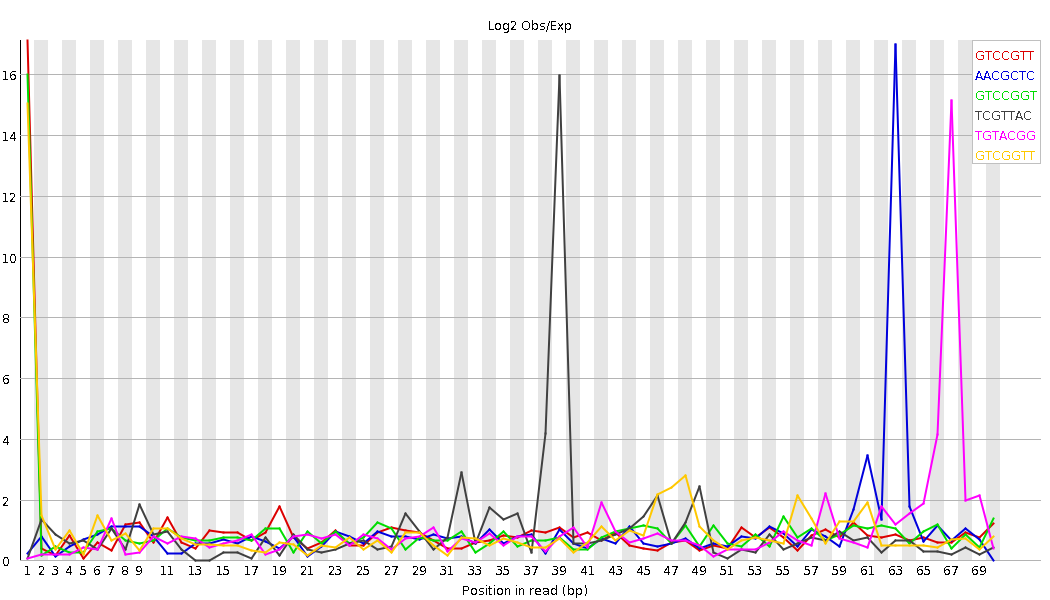 Log2 Obs/Exp
GTCCGTT
AACGCTC
GTCCGGT
TCGTTAC
TGTACGG
GTCGGTT
16
14
12
10
8
6
4
2
0
1 2 3 4 5 6 7 8 9 11 13 15 17 19 21 23 25 27 29 31 33 35 37 39 41 43 45 47 49 51 53 55 57 59 61 63 65 67 69
Position in read (bp)